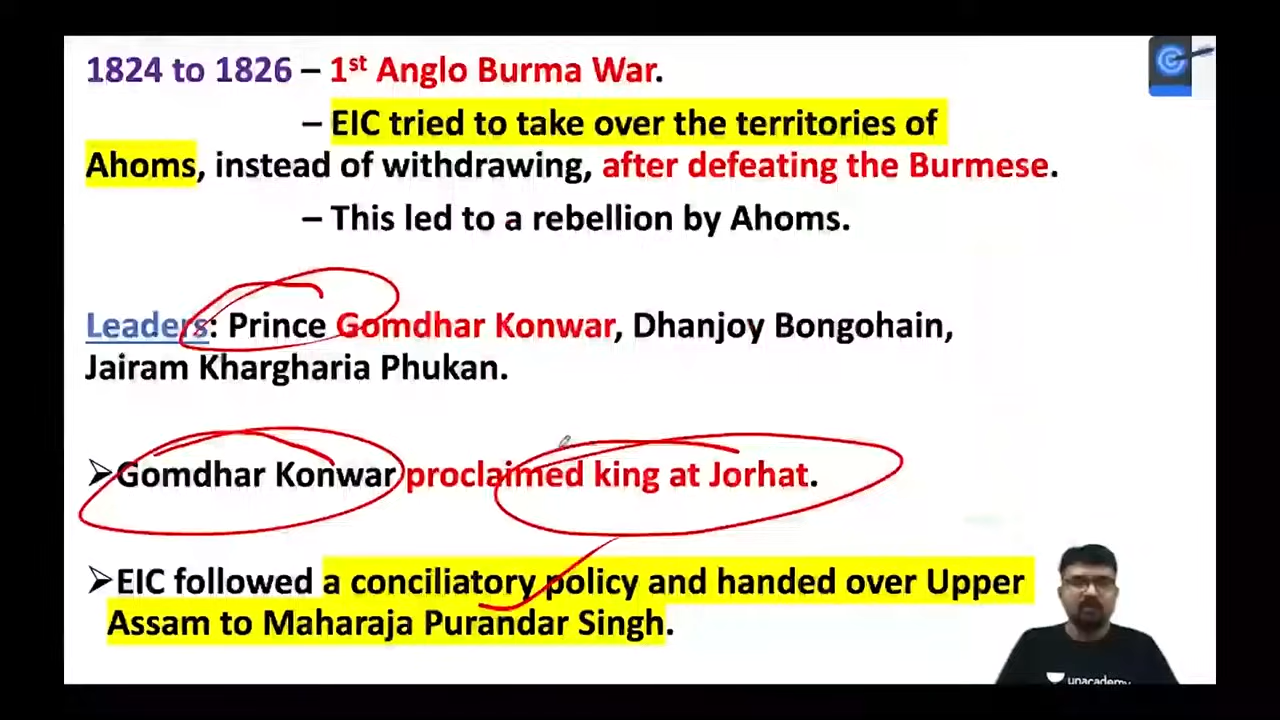 1824 to 1826 – 1st Anglo Burma War.
– EIC tried to take over the territories of
Ahoms, instead of withdrawing, after defeating the Burmese.
– This led to a rebellion by Ahoms.
Leaders: Prince Gomdhar Konwar, Dhanjoy Bongohain,
Jairam Khargharia Phukan.
➤Gomdhar Konwar proclaimed king at Jorhat.
➤EIC followed a conciliatory policy and handed over Upper
Assam to Maharaja Purandar Singh.
unacademy